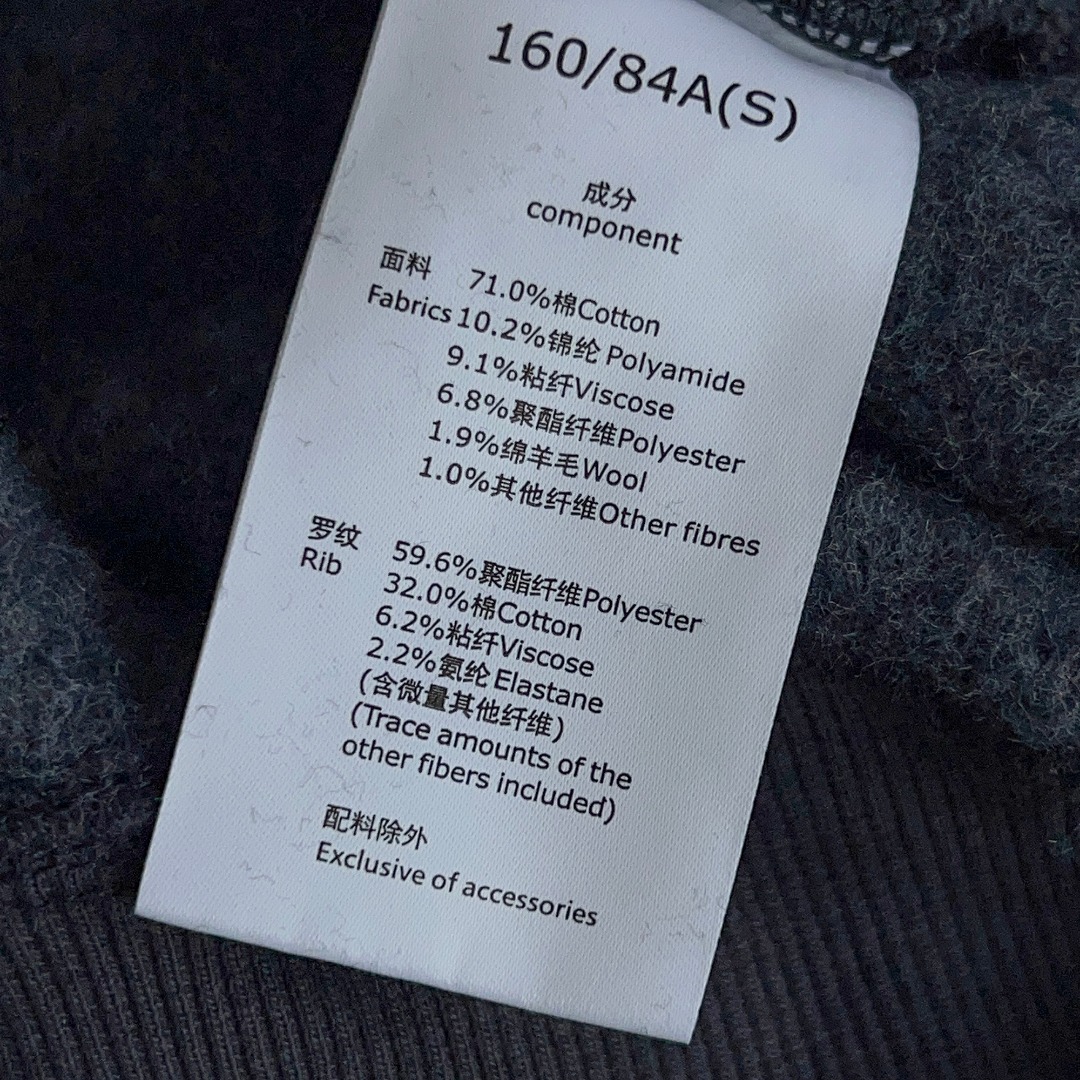 160/84A(S)
成分
component
面料 71.0%棉Cotton
Fabrics 10.2%锦纶 Polyamide
9.1%粘纤Viscose
6.8%聚酯纤维Polyester
1.9%绵羊毛Wool
1.0%其他纤维Other fibres
罗纹 59.6%聚酯纤维Polyester
Rib 32.0%棉Cotton
6.2%粘纤Viscose
2.2%氨纶 Elastane
(含微量其他纤维)
(Trace amounts of the
other fibers included)
配料除外
Exclusive of accessories